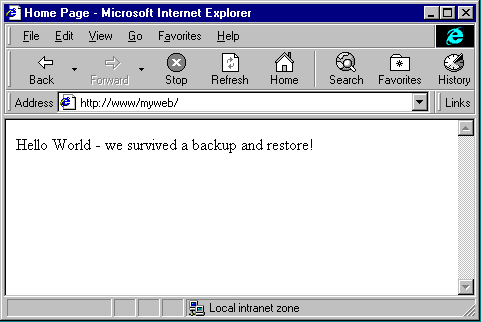 Home Page - Microsoft Internet Explorer
File Edit View Go Favorites Help
Back Forward Stop Refresh Home Search Favorites History
Address http://www/myweb/ Links
Hello World - we survived a backup and restore!
Local intranet zone